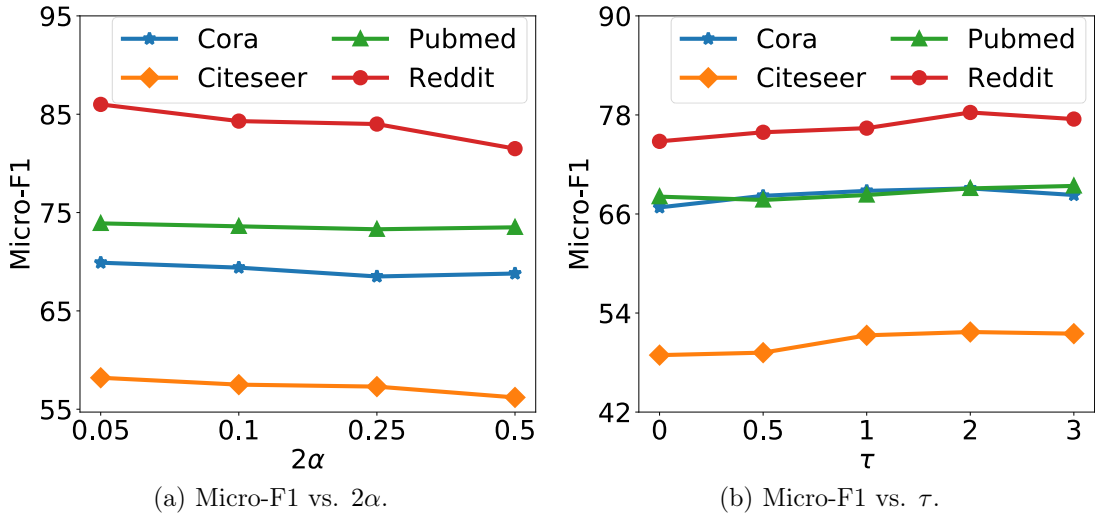 Cora
Pubmed
Citeseer
Reddit
Micro-F1
95
85
75
65
55
0.05 0.1 0.25 0.5
2α
(a) Micro-F1 vs. 2α.
Cora
Pubmed
Citeseer
Reddit
Micro-F1
90
78
66
54
42
0 0.5 1 2 3
τ
(b) Micro-F1 vs. τ.